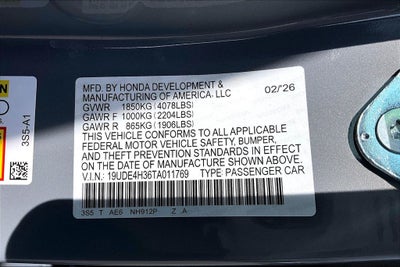 MFD. BY HONDA DEVELOPMENT &
MANUFACTURING OF AMERICA, LLC 02/26
GVWR 1850KG(4078LBS)
GAWR F 1000KG(2204LBS)
GAWR R 865KG(1906LBS)
THIS VEHICLE CONFORMS TO ALL APPLICABLE
FEDERAL MOTOR VEHICLE SAFETY, BUMPER,
AND THEFT PREVENTION STANDARDS IN EFFECT
ON THE DATE OF MANUFACTURE SHOWN ABOVE.
V.I.N.: 19UDE4H36TA011769 TYPE: PASSENGER CAR
3S5 T AE6 NH912P Z A
3S5-A1